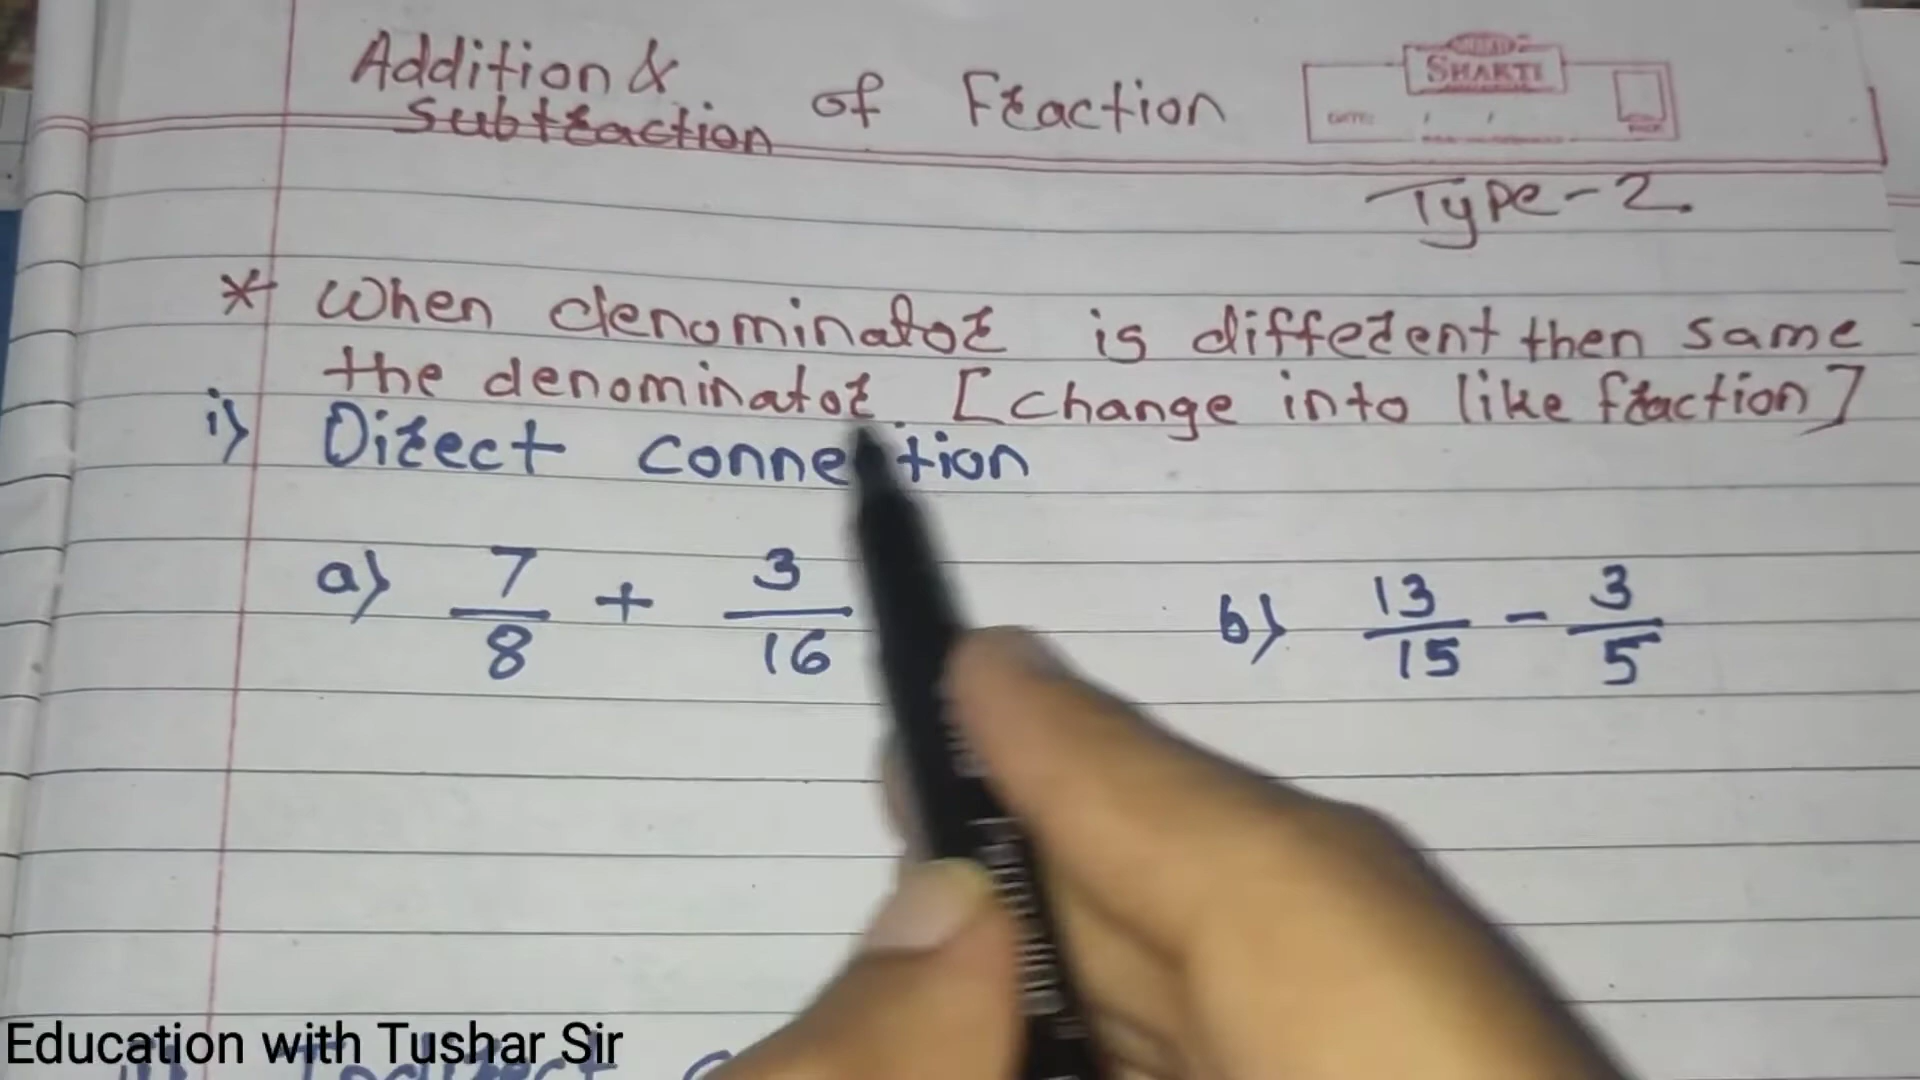 Addition &
Subtraction of Fraction
SHAKTI
DATE:
Type-2.
* When denominator is different then same
the denominator. [change into like fraction]
i) Direct connection
a) 7/8 + 3/16
b) 13/15 - 3/5
Education with Tushar Sir